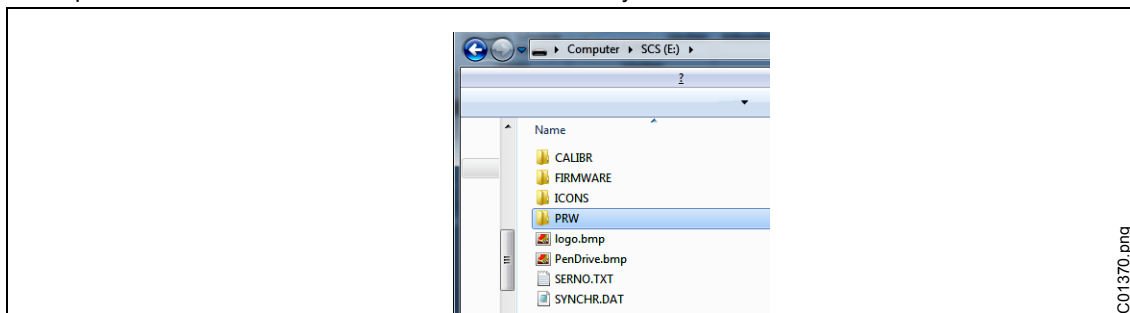 Computer ▸ SCS (E:) ▸
?
Name
CALIBR
FIRMWARE
ICONS
PRW
logo.bmp
PenDrive.bmp
SERNO.TXT
SYNCHR.DAT
C01370.png